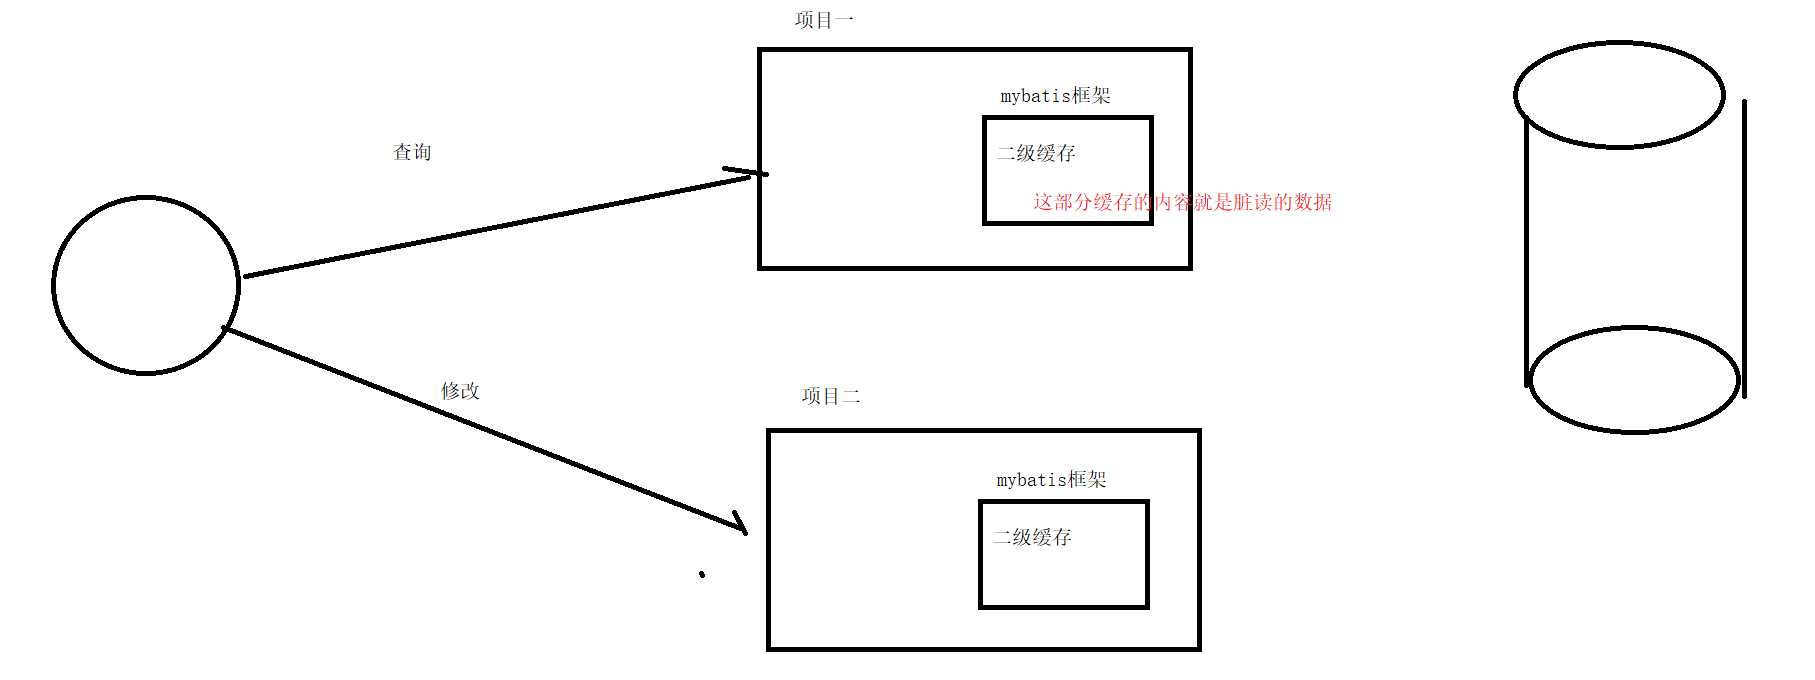 项目一
mybatis框架
查询
二级缓存
这部分缓存的内容就是脏读的数据
修改
项目二
mybatis框架
二级缓存